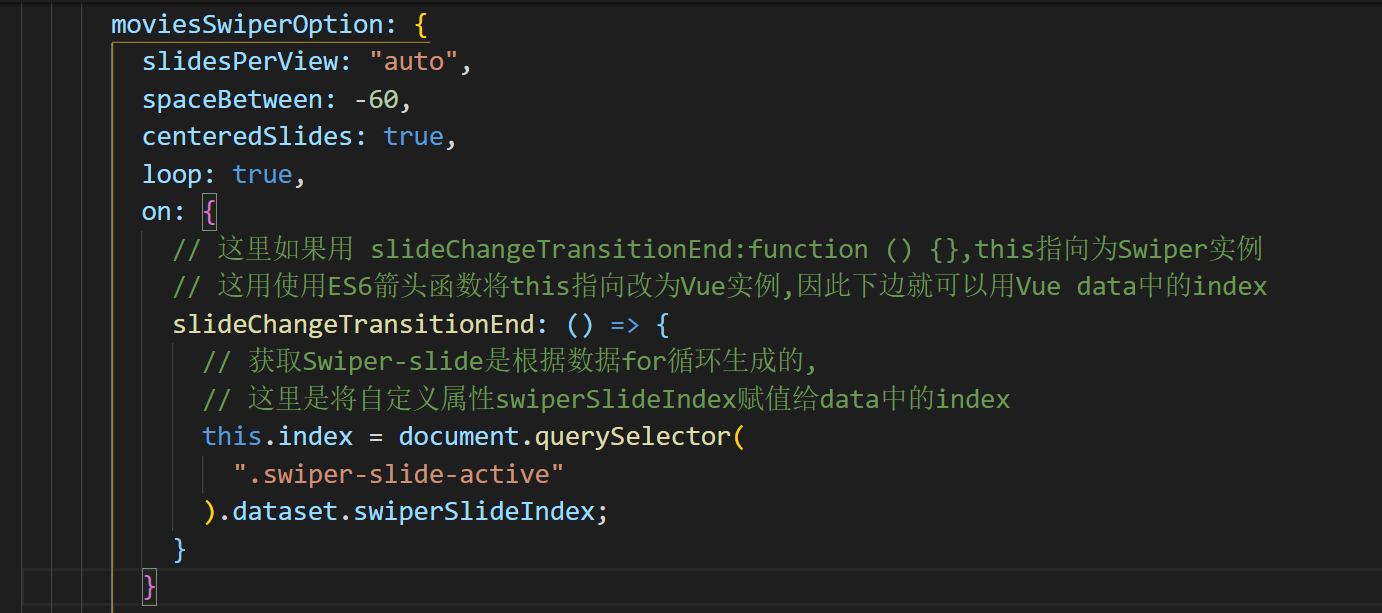 moviesSwiperOption: {
slidesPerView: "auto",
spaceBetween: -60,
centeredSlides: true,
loop: true,
on: {
// 这里如果用 slideChangeTransitionEnd:function () {},this指向为Swiper实例
// 这用使用ES6箭头函数将this指向改为Vue实例,因此下边就可以用Vue data中的index
slideChangeTransitionEnd: () => {
// 获取Swiper-slide是根据数据for循环生成的,
// 这里是将自定义属性swiperSlideIndex赋值给data中的index
this.index = document.querySelector(
".swiper-slide-active"
).dataset.swiperSlideIndex;
}
}